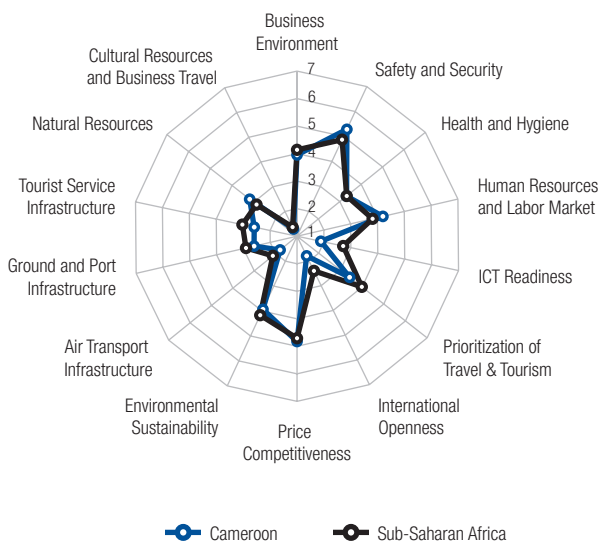 Business
Environment
Cultural Resources
and Business Travel
Safety and Security
Natural Resources
Health and Hygiene
Tourist Service
Infrastructure
Human Resources
and Labor Market
Ground and Port
Infrastructure
ICT Readiness
Air Transport
Infrastructure
Prioritization of
Travel & Tourism
Environmental
Sustainability
International
Openness
Price
Competitiveness
7
6
5
4
3
2
1
Cameroon
Sub-Saharan Africa